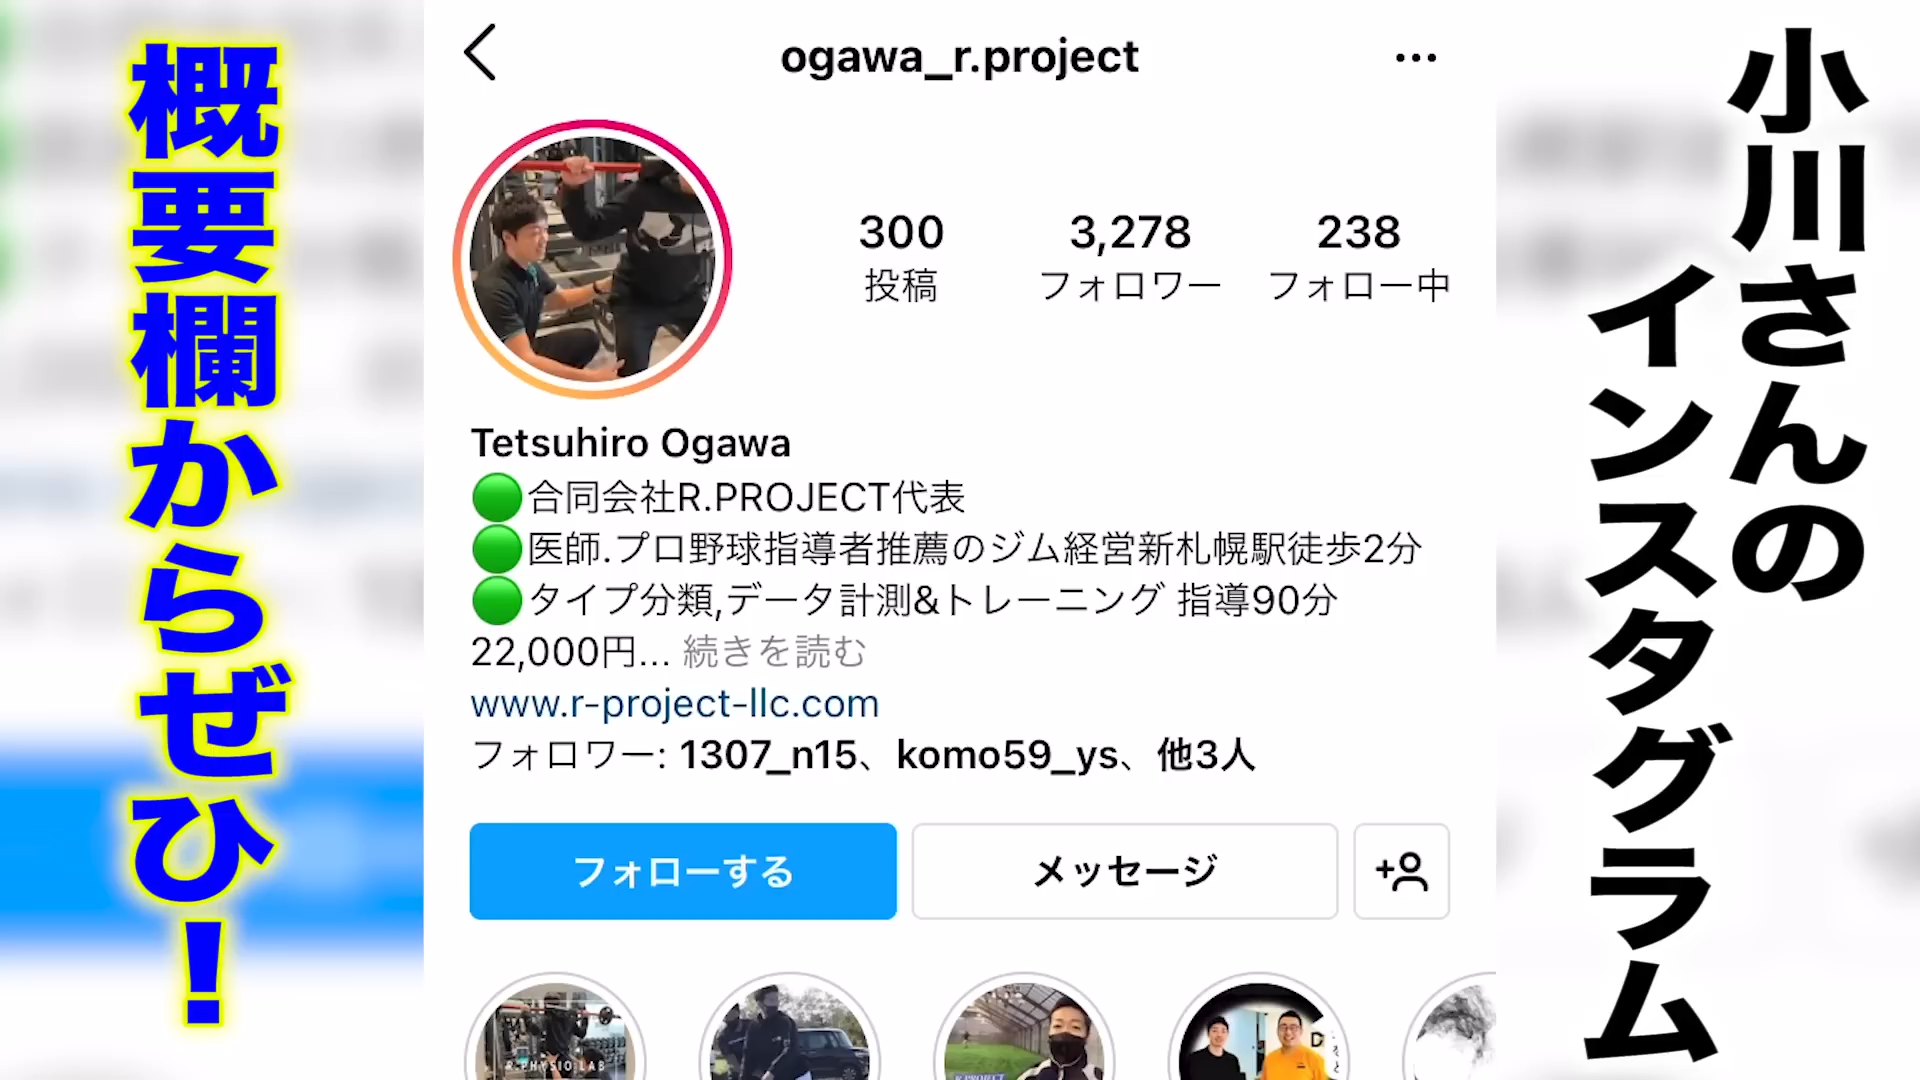 小川さんの
インスタグラム
概要欄からぜひ!
ogawa_r.project
300
3,278
238
投稿
フォロワー
フォロー中
Tetsuhiro Ogawa
🟢合同会社R.PROJECT代表
🟢医師.プロ野球指導者推薦のジム経営新札幌駅徒歩2分
🟢タイプ分類,データ計測&トレーニング 指導90分
22,000円... 続きを読む
www.r-project-llc.com
フォロワー: 1307_n15、komo59_ys、他3人
フォローする
メッセージ
R.PHYSIO LAB